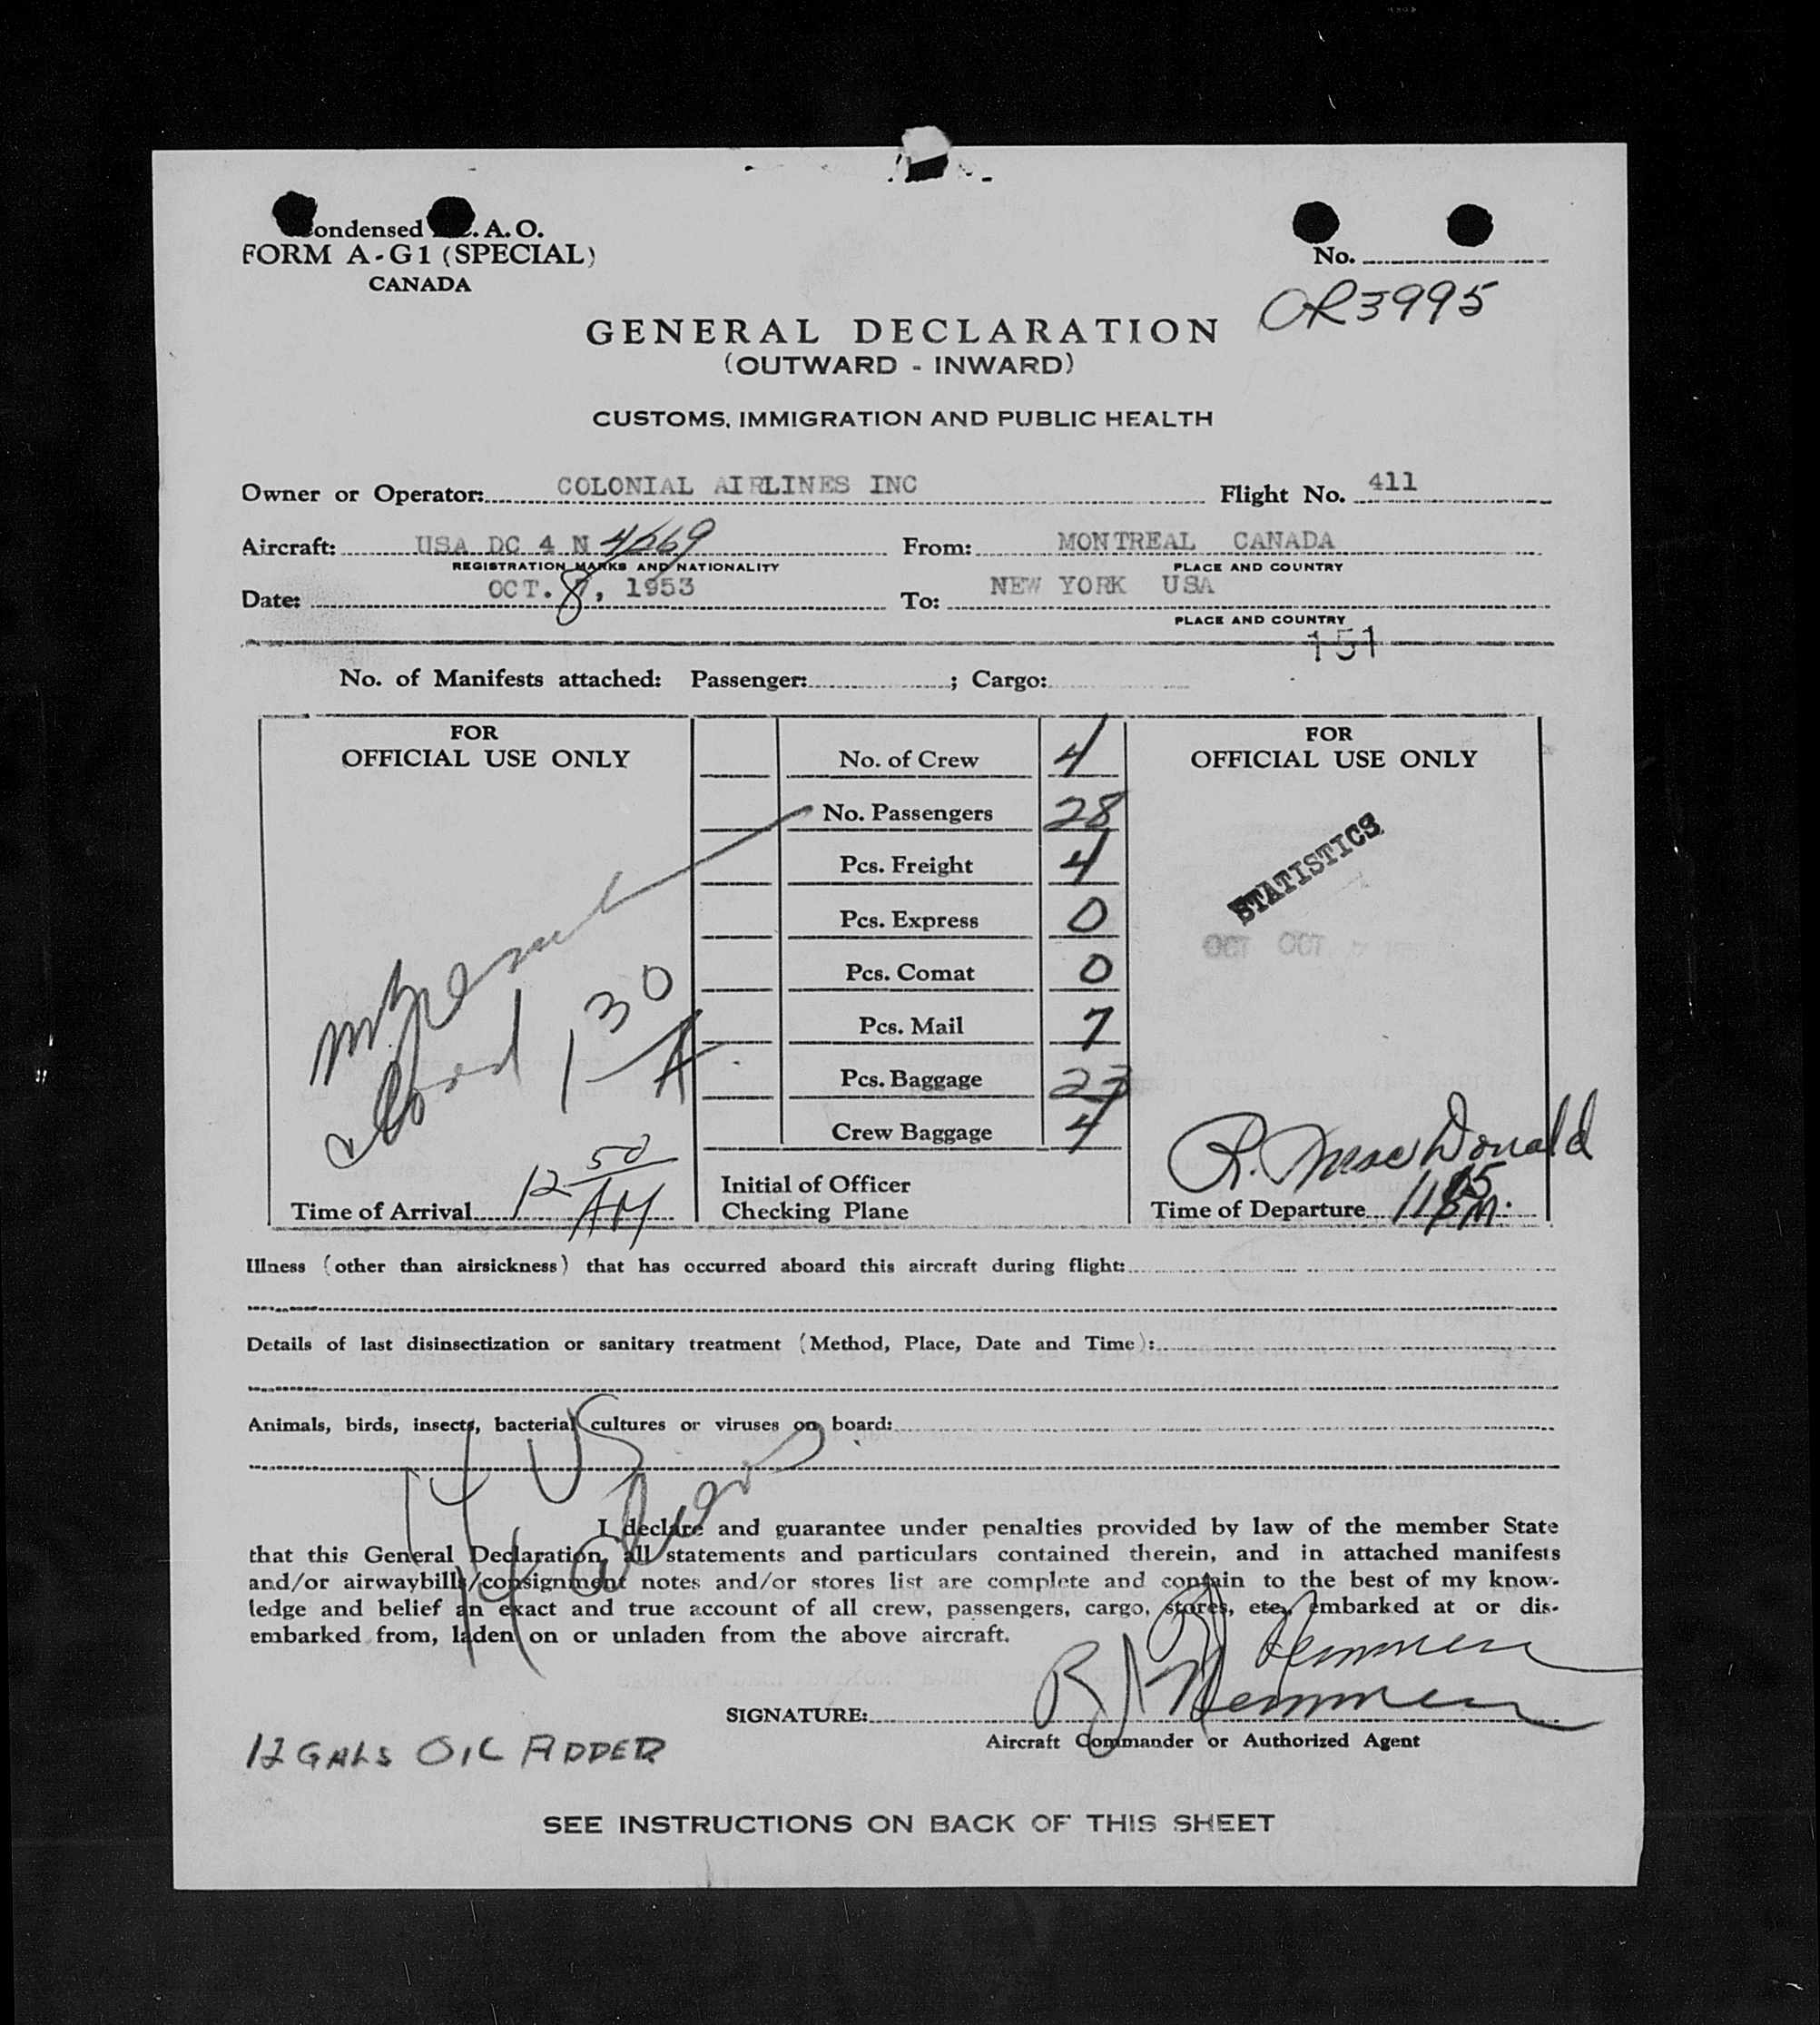 ondensed . A. O.
FORM A-G1 (SPECIAL)
CANADA
No.
OR3995
GENERAL DECLARATION
(OUTWARD - INWARD)
CUSTOMS, IMMIGRATION AND PUBLIC HEALTH
Owner or Operator: COLONIAL AIRLINES INC Flight No. 411
Aircraft: USA DC 4 N From: MONTREAL CANADA
REGISTRATION MARKS AND NATIONALITY PLACE AND COUNTRY
Date: OCT. 8, 1953 To: NEW YORK USA
PLACE AND COUNTRY
151
No. of Manifests attached: Passenger: ; Cargo:
FOR
OFFICIAL USE ONLY
No. of Crew 4
No. Passengers 28
Pcs. Freight 4
Pcs. Express 0
Pcs. Comat 0
Pcs. Mail 7
Pcs. Baggage 23
Crew Baggage 4
Initial of Officer
Checking Plane
130 A
Time of Arrival 12 50 AM
FOR
OFFICIAL USE ONLY
STATISTICS
OCT OCT
R. MacDonald
Time of Departure PM.
Illness (other than airsickness) that has occurred aboard this aircraft during flight:
Details of last disinsectization or sanitary treatment (Method, Place, Date and Time):
Animals, birds, insects, bacterial cultures or viruses on board:
4 US
4
I declare and guarantee under penalties provided by law of the member State
that this General Declaration, all statements and particulars contained therein, and in attached manifests
and/or airwaybills/consignment notes and/or stores list are complete and contain to the best of my know-
ledge and belief an exact and true account of all crew, passengers, cargo, stores, etc., embarked at or dis-
embarked from, laden on or unladen from the above aircraft.
SIGNATURE:
Aircraft Commander or Authorized Agent
12 GALS OIL ADDED
SEE INSTRUCTIONS ON BACK OF THIS SHEET